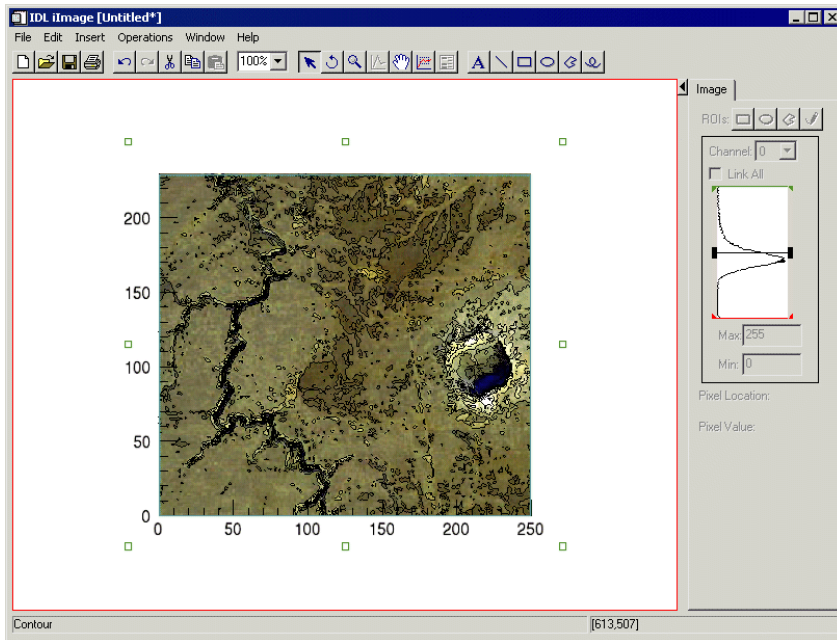 IDL iImage [Untitled*]
File Edit Insert Operations Window Help
100%
A
Image
ROIs:
Channel: 0
Link All
Max: 255
Min: 0
Pixel Location:
Pixel Value:
200
150
100
50
0
0 50 100 150 200 250
Contour [613,507]